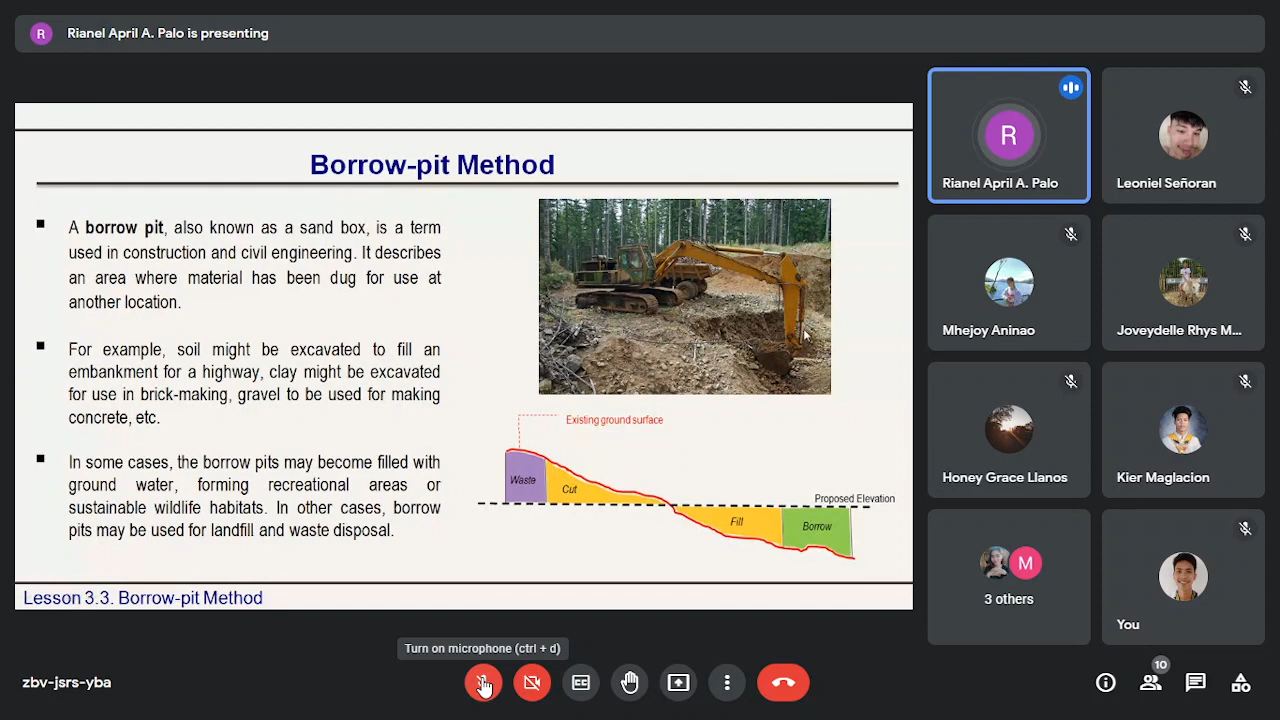 R
Rianel April A. Palo is presenting
Borrow-pit Method
A borrow pit, also known as a sand box, is a term
used in construction and civil engineering. It describes
an area where material has been dug for use at
another location.
For example, soil might be excavated to fill an
embankment for a highway, clay might be excavated
for use in brick-making, gravel to be used for making
concrete, etc.
In some cases, the borrow pits may become filled with
ground water, forming recreational areas or
sustainable wildlife habitats. In other cases, borrow
pits may be used for landfill and waste disposal.
Existing ground surface
Waste
Cut
Proposed Elevation
Fill
Borrow
Lesson 3.3. Borrow-pit Method
R
Rianel April A. Palo
Leoniel Señoran
Mhejoy Aninao
Joveydelle Rhys M...
Honey Grace Llanos
Kier Maglacion
M
3 others
You
Turn on microphone (ctrl + d)
zbv-jsrs-yba
CC
10